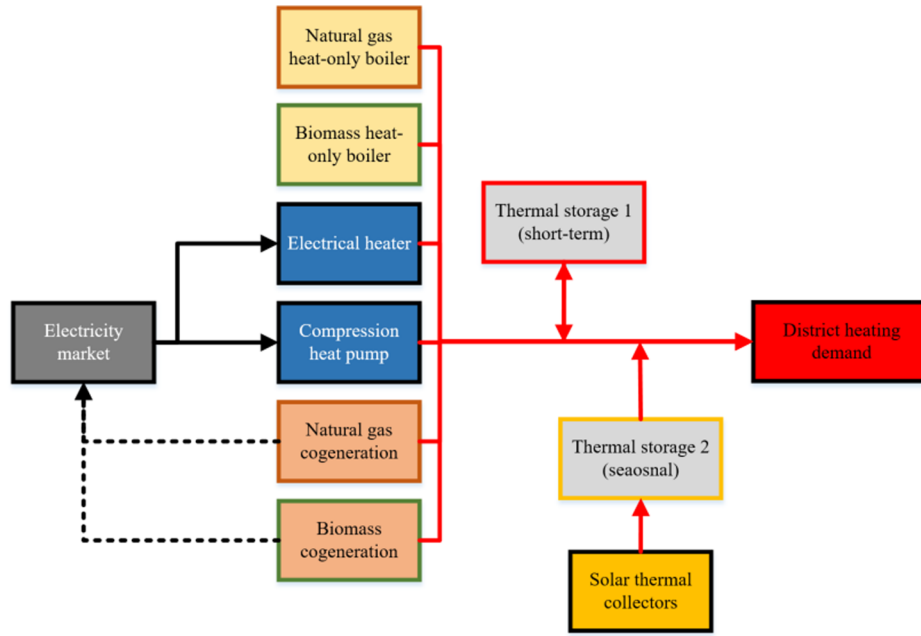 Natural gas
heat-only boiler
Biomass heat-
only boiler
Electrical heater
Thermal storage 1
(short-term)
Electricity
market
Compression
heat pump
District heating
demand
Natural gas
cogeneration
Thermal storage 2
(seaosnal)
Biomass
cogeneration
Solar thermal
collectors